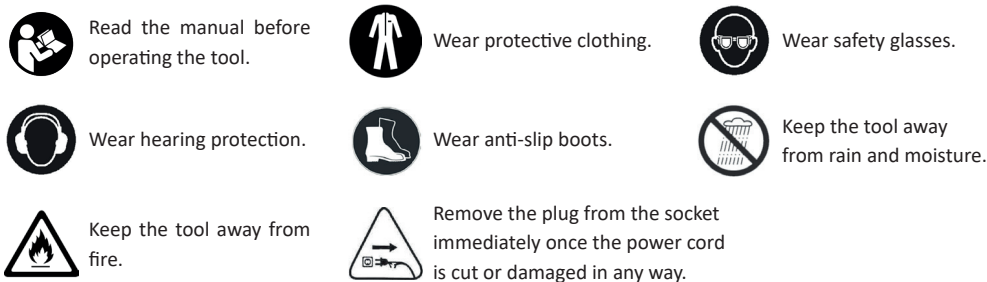 Read the manual before
operating the tool.
Wear protective clothing.
Wear safety glasses.
Wear hearing protection.
Wear anti-slip boots.
Keep the tool away
from rain and moisture.
Keep the tool away from
fire.
Remove the plug from the socket
immediately once the power cord
is cut or damaged in any way.